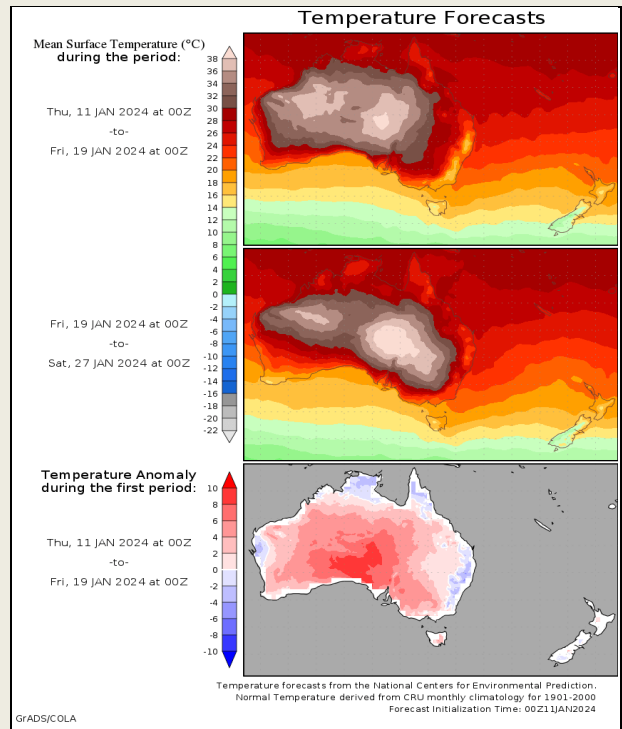 Temperature Forecasts
Mean Surface Temperature (°C)
during the period:
38
36
34
32
30
28
26
24
22
20
18
16
14
12
10
8
6
4
2
0
-2
-4
-6
-8
-10
-12
-14
-16
-18
-20
-22
Thu, 11 JAN 2024 at 00Z
-to-
Fri, 19 JAN 2024 at 00Z
Fri, 19 JAN 2024 at 00Z
-to-
Sat, 27 JAN 2024 at 00Z
Temperature Anomaly
during the first period:
10
8
6
4
2
0
-2
-4
-6
-8
-10
Thu, 11 JAN 2024 at 00Z
-to-
Fri, 19 JAN 2024 at 00Z
Temperature forecasts from the National Centers for Environmental Prediction.
Normal Temperature derived from CRU monthly climatology for 1901-2000
Forecast Initialization Time: 00Z11JAN2024
GrADS/COLA